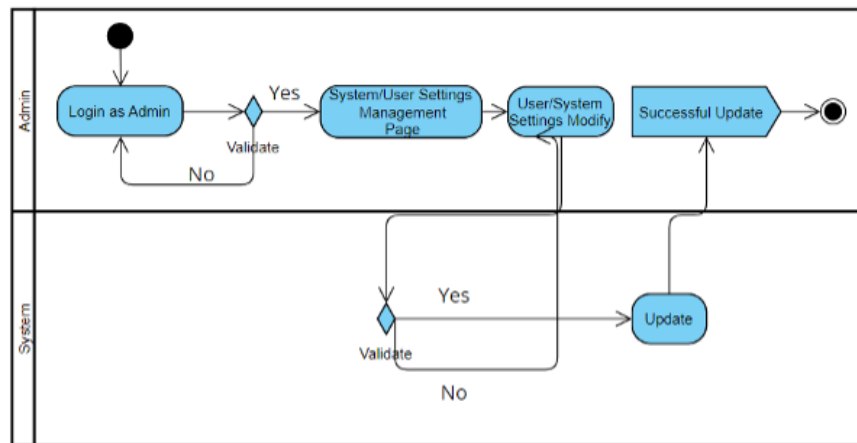 Admin
Login as Admin
Validate
Yes
No
System/User Settings
Management
Page
User/System
Settings Modify
Successful Update
System
Validate
Yes
No
Update